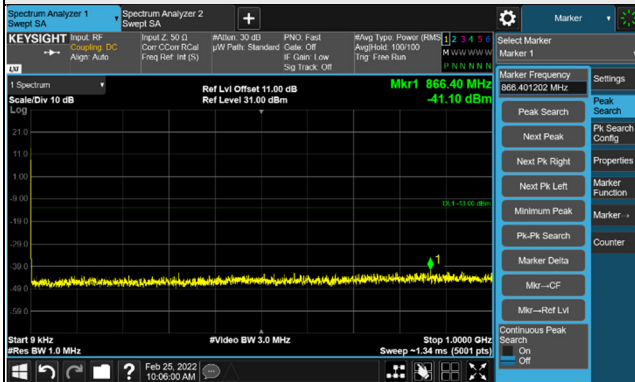 Spectrum Analyzer 1
Swept SA
Spectrum Analyzer 2
Swept SA
+
Marker
KEYSIGHT
Input: RF
Coupling: DC
Align: Auto
Input Z: 50 Ω
Corr CCorr RCal
Freq Ref: Int (S)
#Atten: 30 dB
µW Path: Standard
PNO: Fast
Gate: Off
IF Gain: Low
Sig Track: Off
#Avg Type: Power (RMS
Avg|Hold: 100/100
Trig: Free Run
1 2 3 4 5 6
M W W W W W
P N N N N N
LU
Select Marker
Marker 1
1 Spectrum
Scale/Div 10 dB
Log
Ref Lvl Offset 11.00 dB
Ref Level 31.00 dBm
Mkr1 866.40 MHz
-41.10 dBm
21.0
11.0
1.00
-9.00
-19.0
-29.0
-39.0
-49.0
-59.0
DL1 -13.00 dBm
1
Start 9 kHz
#Res BW 1.0 MHz
#Video BW 3.0 MHz
Stop 1.0000 GHz
Sweep ~1.34 ms (5001 pts)
Marker Frequency
866.401202 MHz
Peak Search
Next Peak
Next Pk Right
Next Pk Left
Minimum Peak
Pk-Pk Search
Marker Delta
Mkr→CF
Mkr→Ref Lvl
Continuous Peak
Search
On
Off
Settings
Peak
Search
Pk Search
Config
Properties
Marker
Function
Marker→
Counter
?
Feb 25, 2022
10:06:00 AM